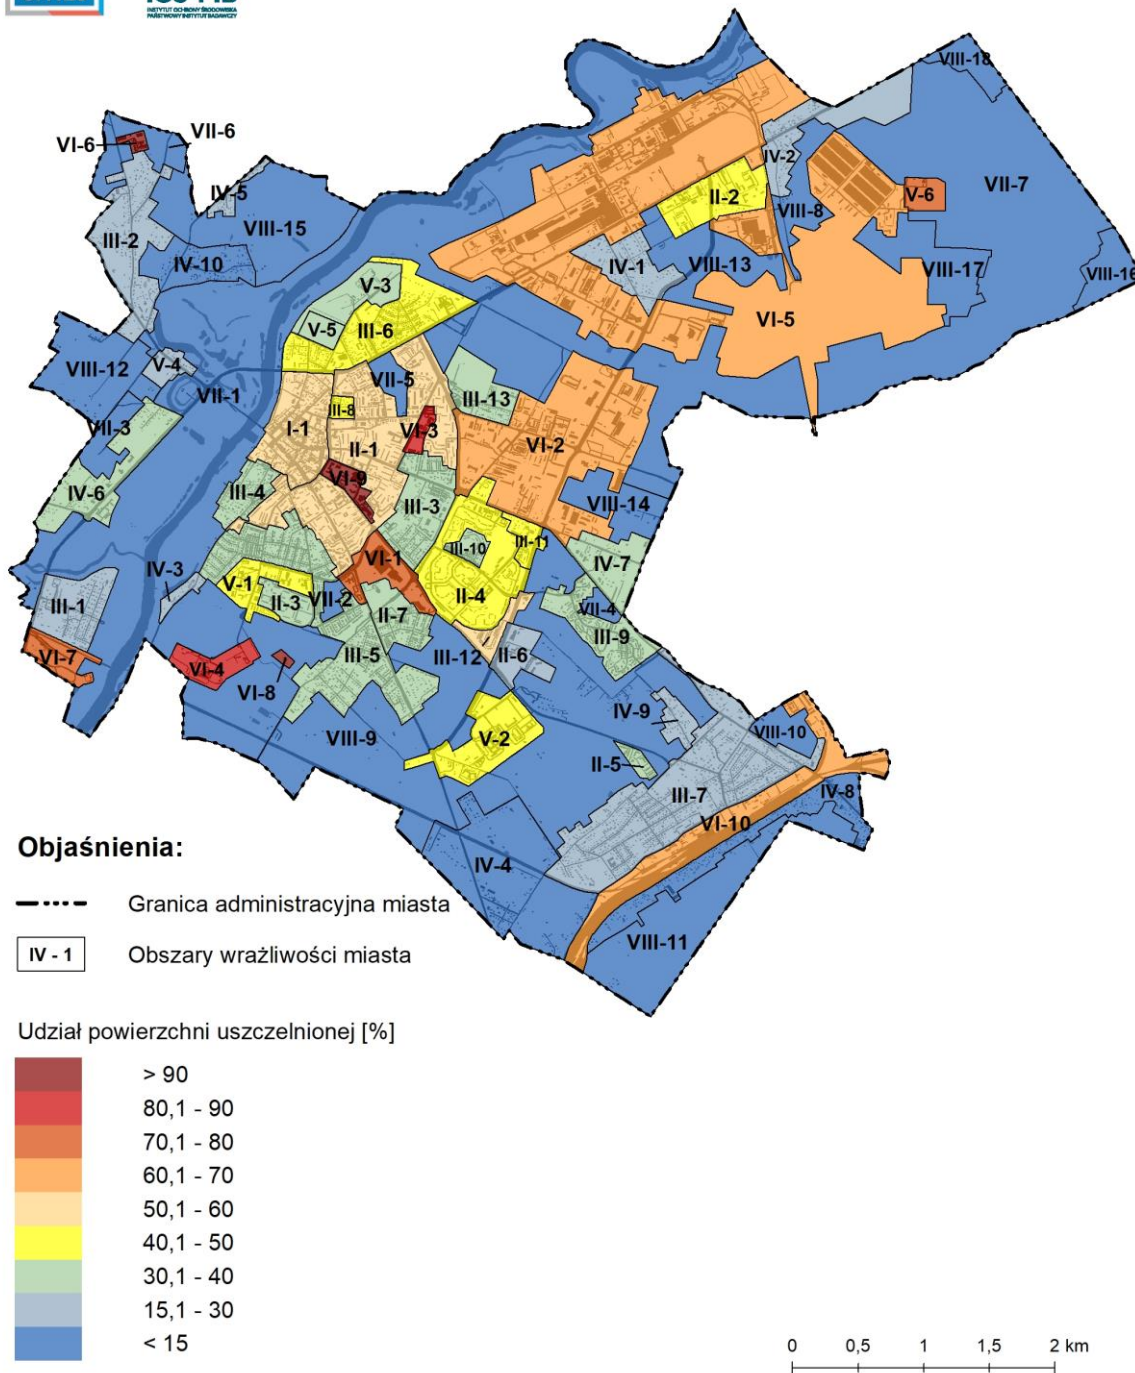 INSTYTUT OCHRONY ŚRODOWISKA
PAŃSTWOWY INSTYTUT BADAWCZY
VIII-18
VI-6
VII-6
IV-2
IV-5
II-2
V-6
VII-7
VIII-8
III-2
VIII-15
IV-10
IV-1
VIII-13
VIII-17
VIII-16
V-3
V-5
III-6
VI-5
VIII-12
V-4
VII-5
VII-1
III-13
III-8
I-1
VI-3
VII-3
II-1
VI-2
VI-9
IV-6
III-4
III-3
VIII-14
III-11
III-10
VI-1
IV-7
IV-3
V-1
II-4
III-1
II-3
VII-2
VII-4
II-7
III-9
III-5
III-12
II-6
VI-7
VI-4
VI-8
IV-9
VIII-9
V-2
VIII-10
II-5
III-7
IV-8
VI-10
IV-4
VIII-11
Objaśnienia:
Granica administracyjna miasta
IV - 1
Obszary wrażliwości miasta
Udział powierzchni uszczelnionej [%]
> 90
80,1 - 90
70,1 - 80
60,1 - 70
50,1 - 60
40,1 - 50
30,1 - 40
15,1 - 30
< 15
0 0,5 1 1,5 2 km